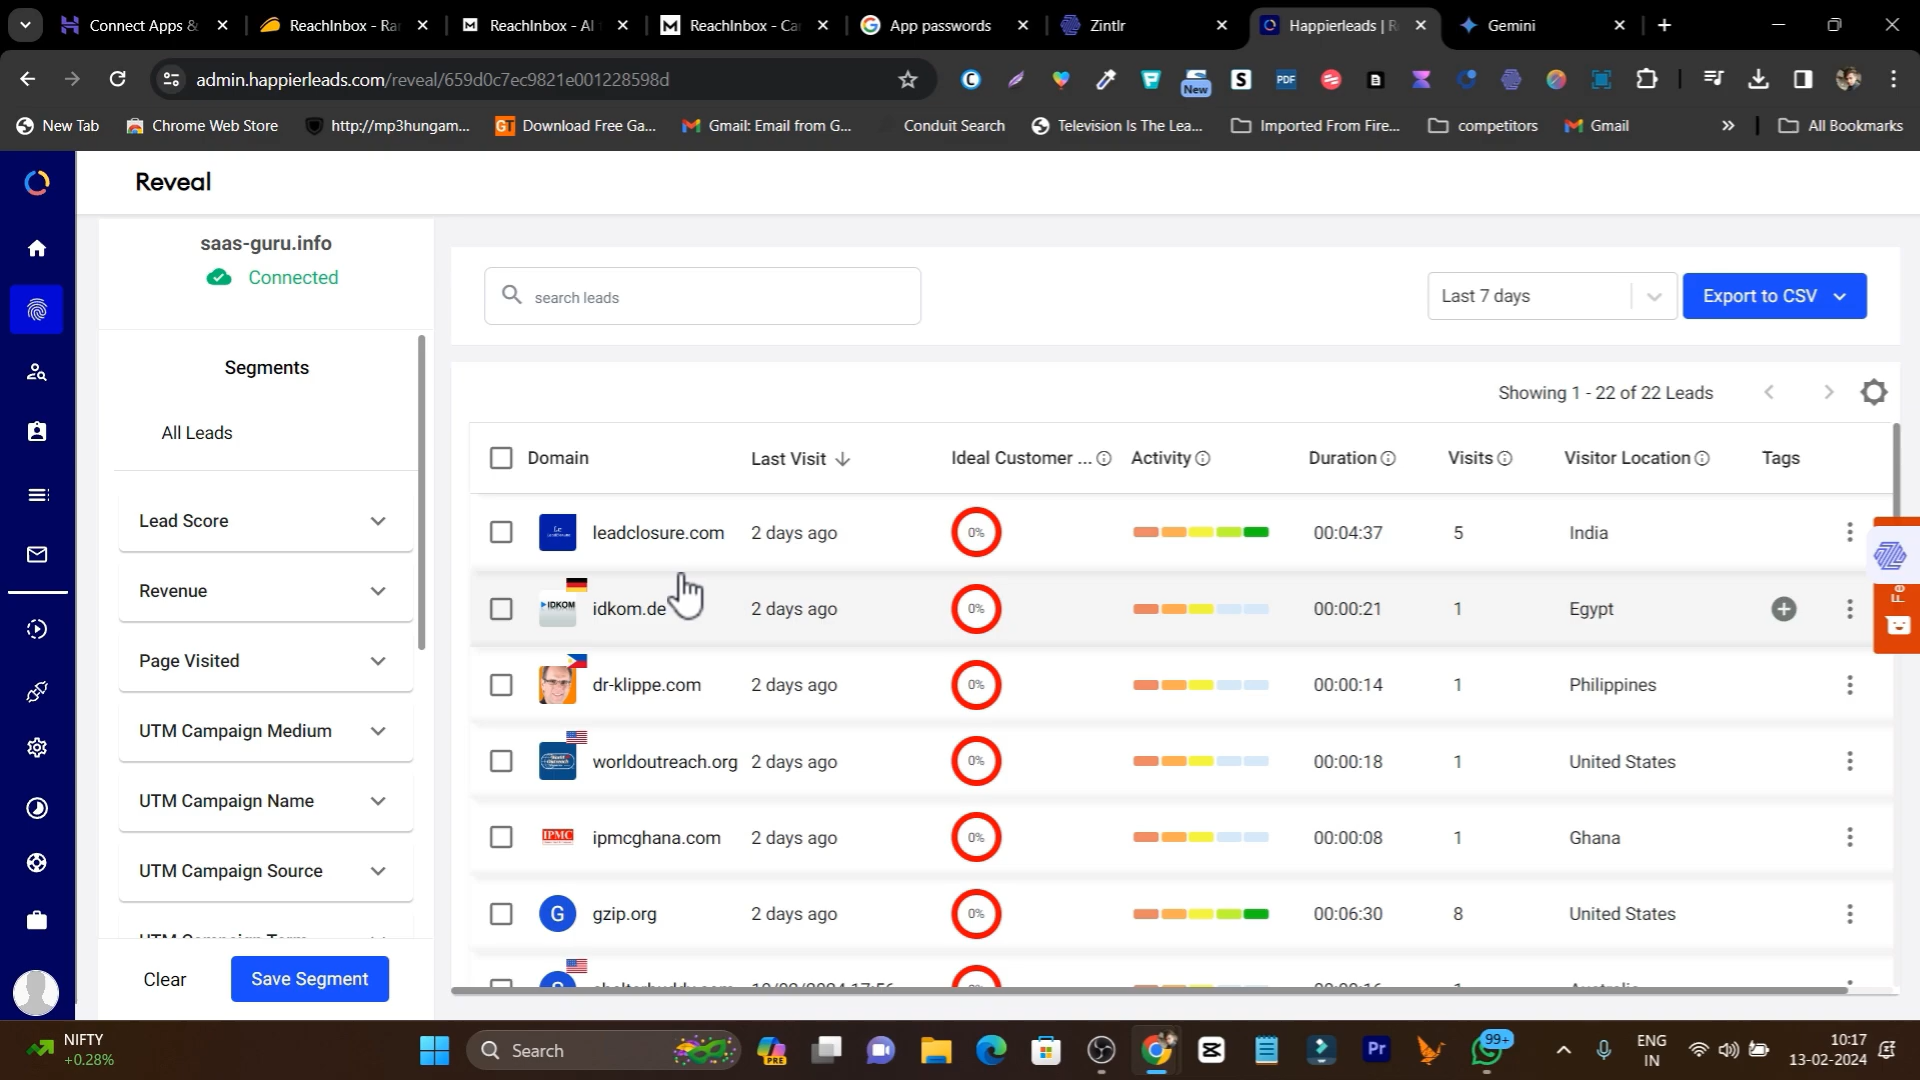 Connect Apps &
ReachInbox - Ra
ReachInbox - AI
ReachInbox - Ca
App passwords
Zintlr
Happierleads | R
Gemini
admin.happierleads.com/reveal/659d0c7ec9821e001228598d
New
PDF
New Tab
Chrome Web Store
http://mp3hungam...
Download Free Ga...
Gmail: Email from G...
Conduit Search
Television Is The Lea...
Imported From Fire...
competitors
Gmail
All Bookmarks
Reveal
saas-guru.info
Connected
search leads
Last 7 days
Export to CSV
Segments
All Leads
Showing 1 - 22 of 22 Leads
Domain Last Visit Ideal Customer ... Activity Duration Visits Visitor Location Tags
leadclosure.com 2 days ago 0% 00:04:37 5 India
IDKOM idkom.de 2 days ago 0% 00:00:21 1 Egypt
dr-klippe.com 2 days ago 0% 00:00:14 1 Philippines
worldoutreach.org 2 days ago 0% 00:00:18 1 United States
IPMC ipmcghana.com 2 days ago 0% 00:00:08 1 Ghana
G gzip.org 2 days ago 0% 00:06:30 8 United States
Lead Score
Revenue
Page Visited
UTM Campaign Medium
UTM Campaign Name
UTM Campaign Source
Clear
Save Segment
Fe
NIFTY
+0.28%
Search
PRE
Pr
99+
ENG
IN
10:17
13-02-2024